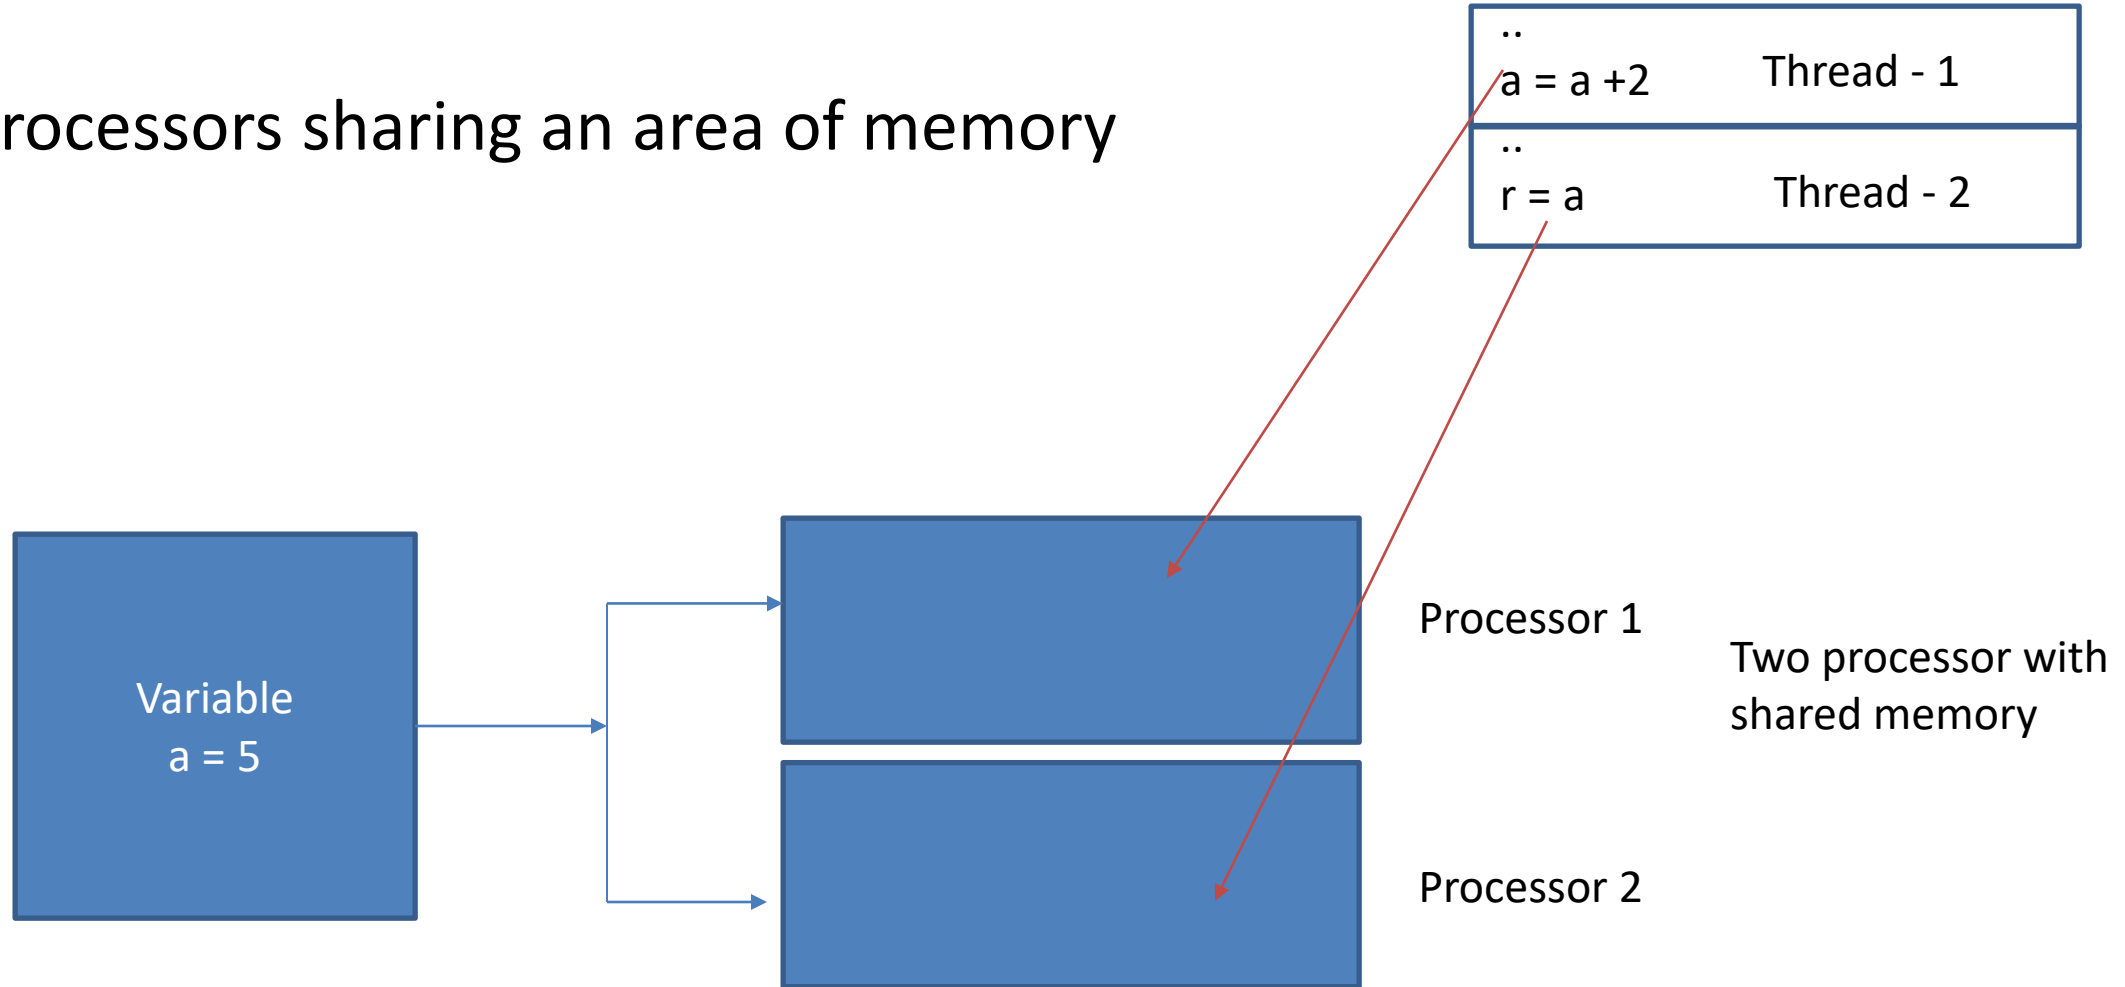 rocessors sharing an area of memory
..
a = a +2 Thread - 1
..
r = a Thread - 2
Variable
a = 5
Processor 1
Two processor with
shared memory
Processor 2